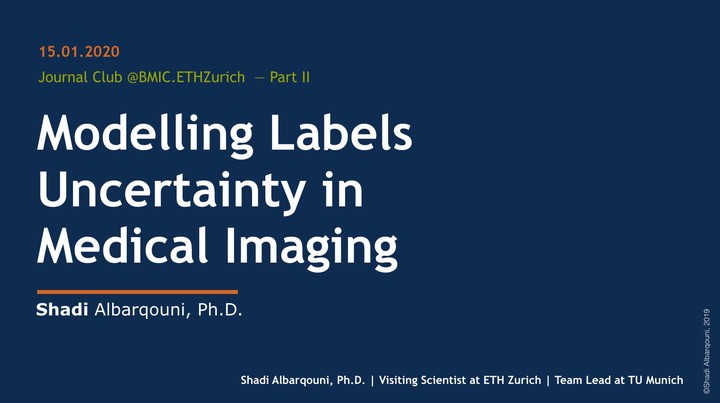 15.01.2020
Journal Club @BMIC.ETHZurich — Part II
Modelling Labels
Uncertainty in
Medical Imaging
Shadi Albarqouni, Ph.D.
Shadi Albarqouni, Ph.D. | Visiting Scientist at ETH Zurich | Team Lead at TU Munich
©Shadi Albarqouni, 2019